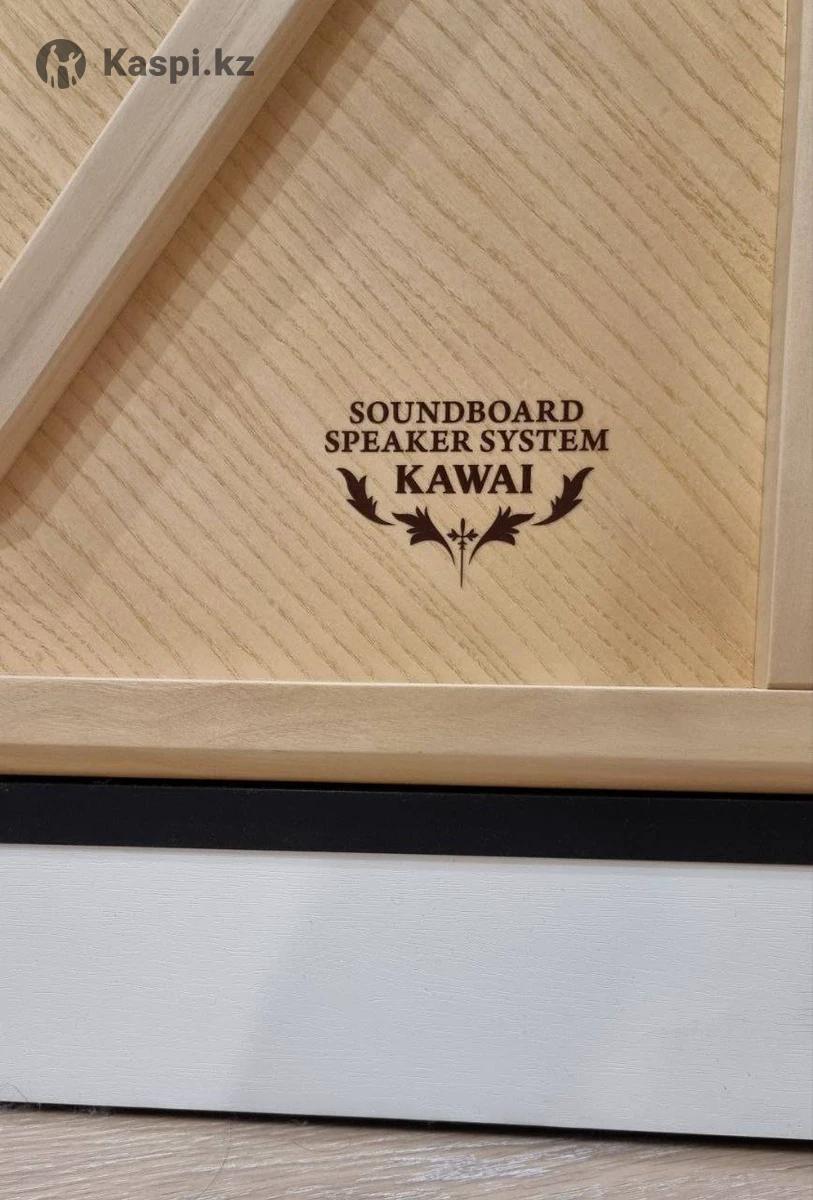 Kaspi.kz
SOUNDBOARD
SPEAKER SYSTEM
KAWAI